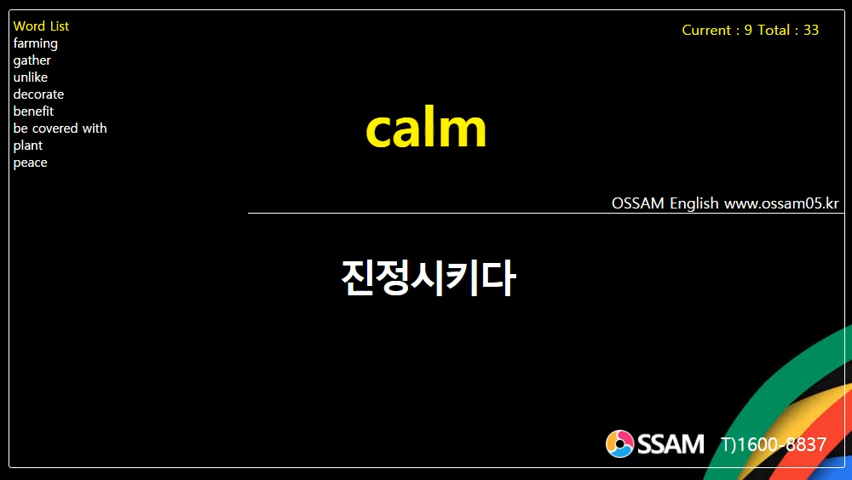 Word List
farming
gather
unlike
decorate
benefit
be covered with
plant
peace
Current : 9 Total : 33
calm
OSSAM English www.ossam05.kr
진정시키다
OSSAM T)1600-8837